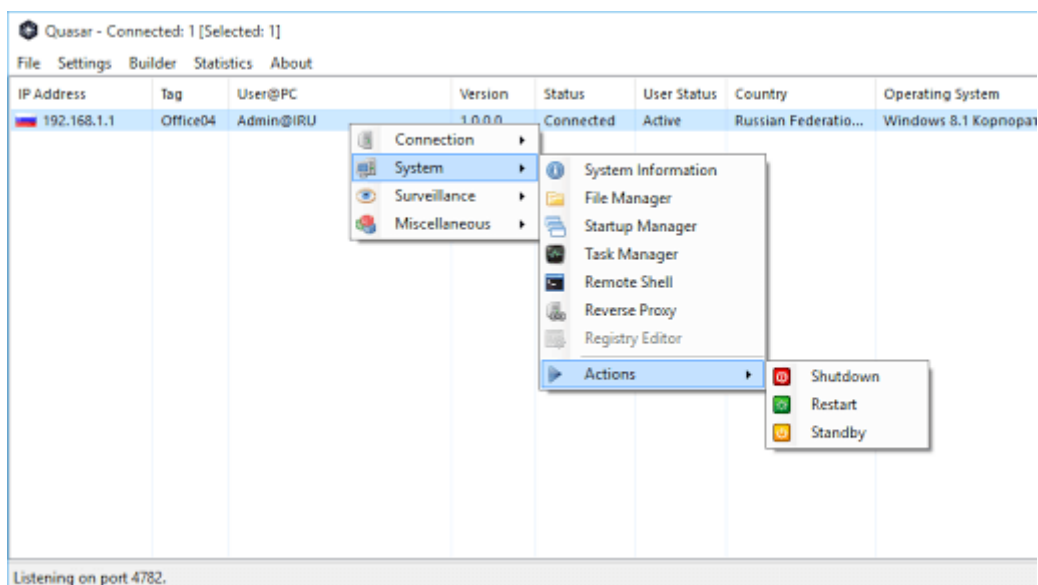 Quasar - Connected: 1 [Selected: 1]
File Settings Builder Statistics About
IP Address Tag User@PC Version Status User Status Country Operating System
192.168.1.1 Office04 Admin@IRU 1.0.0.0 Connected Active Russian Federatio... Windows 8.1 Корпорат
Connection
System
Surveillance
Miscellaneous
System Information
File Manager
Startup Manager
Task Manager
Remote Shell
Reverse Proxy
Registry Editor
Actions
Shutdown
Restart
Standby
Listening on port 4782.